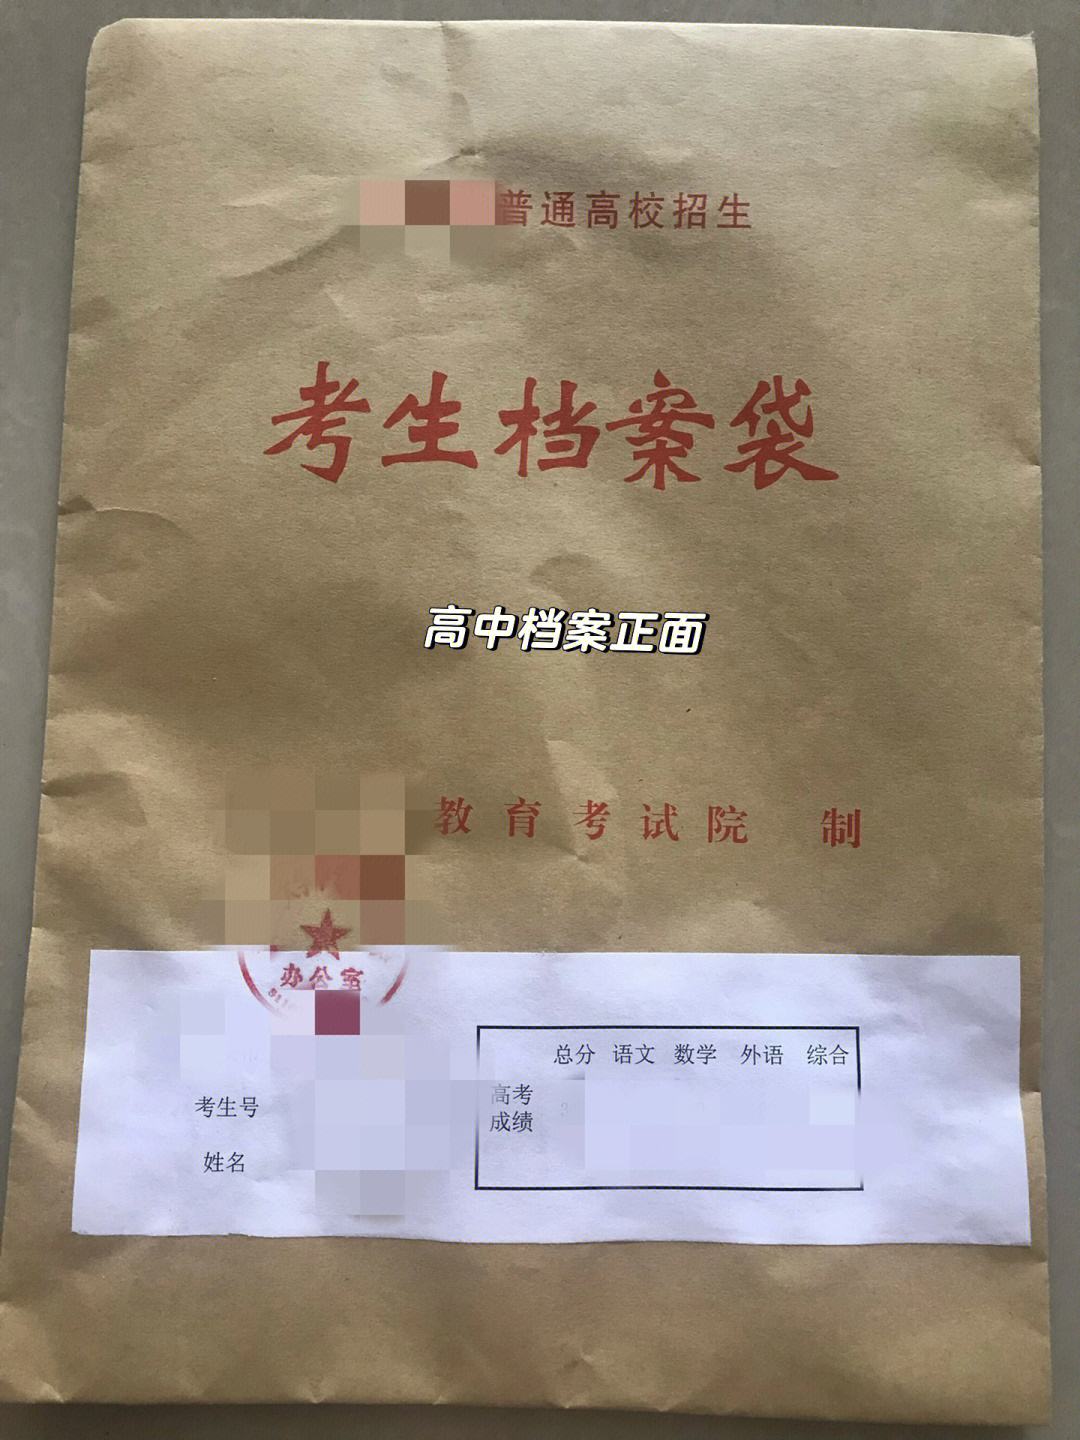 普通高校招生
考生档案袋
高中档案正面
教育考试院 制
办公室
总分 语文 数学 外语 综合
高考
成绩
考生号
姓名